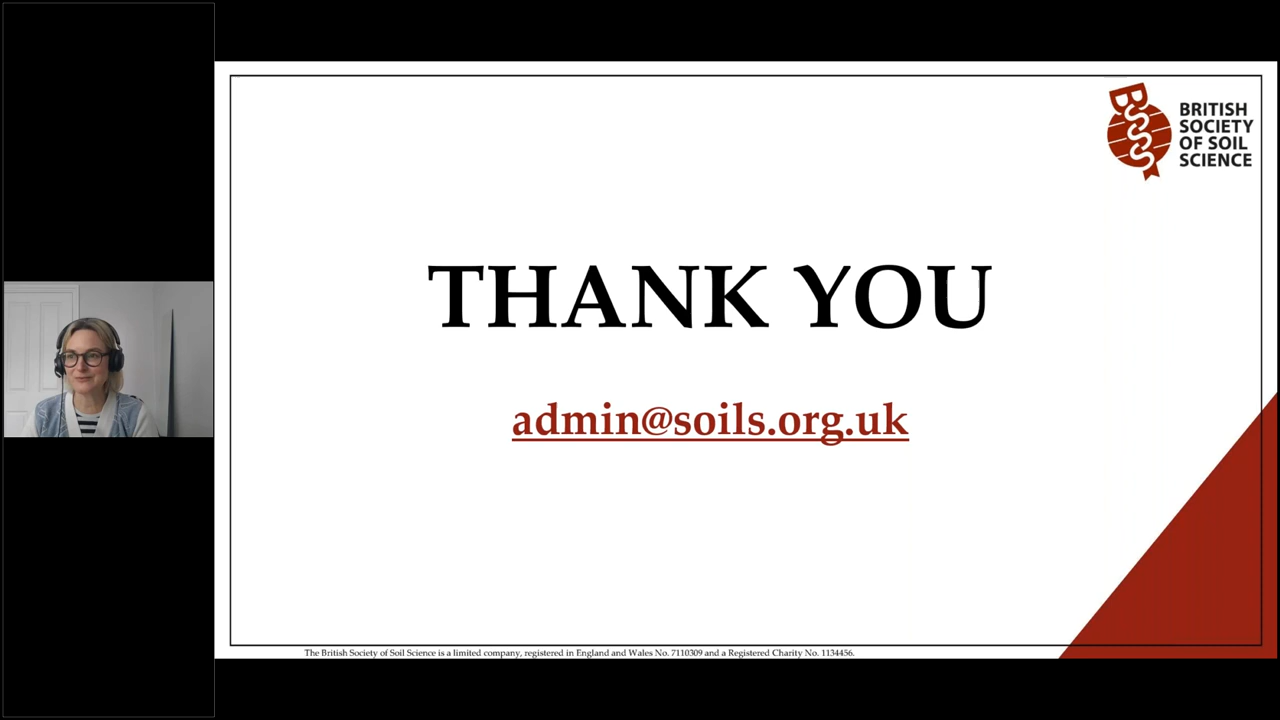 BSSS
BRITISH
SOCIETY
OF SOIL
SCIENCE
THANK YOU
admin@soils.org.uk
The British Society of Soil Science is a limited company, registered in England and Wales No. 7110309 and a Registered Charity No. 1134456.